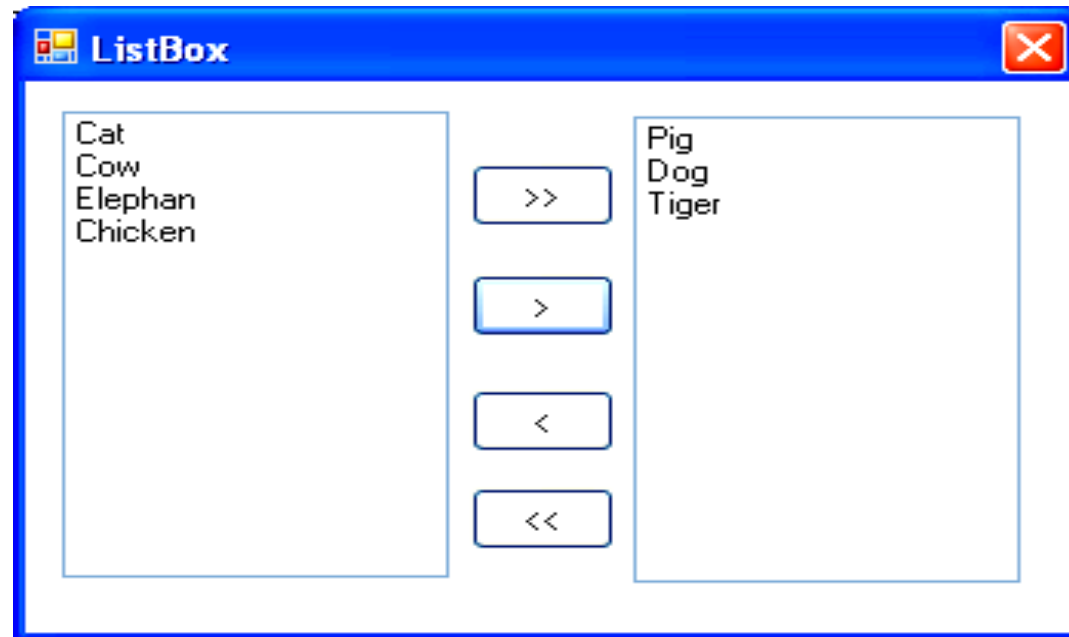 ListBox
Cat
Cow
Elephan
Chicken
>>
>
<
<<
Pig
Dog
Tiger